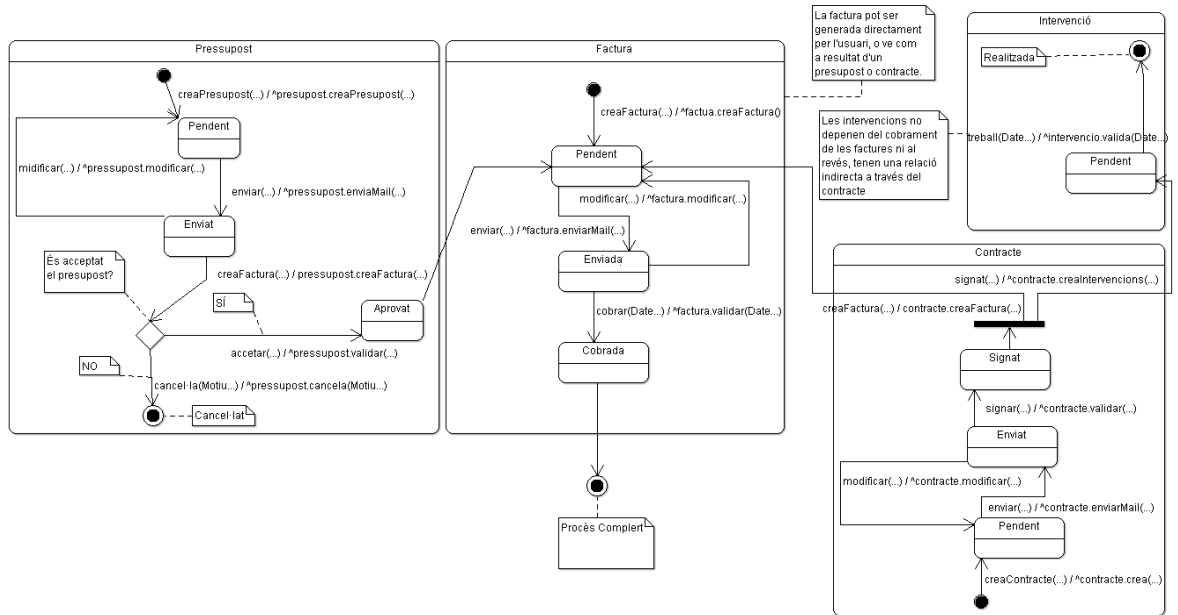 Pressupost
creaPresupost(...) / ^presupost.creaPresupost(...)
Pendent
midificar(...) / ^pressupost.modificar(...)
enviar(...) / ^pressupost.enviaMail(...)
Enviat
És acceptat
el presupost?
creaFactura(...) / pressupost.creaFactura(...)
SÍ
Aprovat
accetar(...) / ^pressupost.validar(...)
NO
cancel·la(Motiu...) / ^pressupost.cancela(Motiu...)
Cancel·lat
Factura
creaFactura(...) / ^factua.creaFactura()
Pendent
modificar(...) / ^factura.modificar(...)
enviar(...) / ^factura.enviarMail(...)
Enviada
cobrar(Date...) / ^factura.validar(Date...)
Cobrada
Procès Complert
La factura pot ser
generada directament
per l'usuari, o ve com
a resultat d'un
presupost o contracte.
Les intervencions no
depenen del cobrament
de les factures ni al
revés, tenen una relació
indirecta a través del
contracte
Intervenció
Realitzada
treball(Date...) / ^intervencio.valida(Date...)
Pendent
Contracte
signat(...) / ^contracte.creaIntervencions(...)
creaFactura(...) / contracte.creaFactura(...)
Signat
signar(...) / ^contracte.validar(...)
Enviat
modificar(...) / ^contracte.modificar(...)
enviar(...) / ^contracte.enviarMail(...)
Pendent
creaContracte(...) / ^contracte.crea(...)